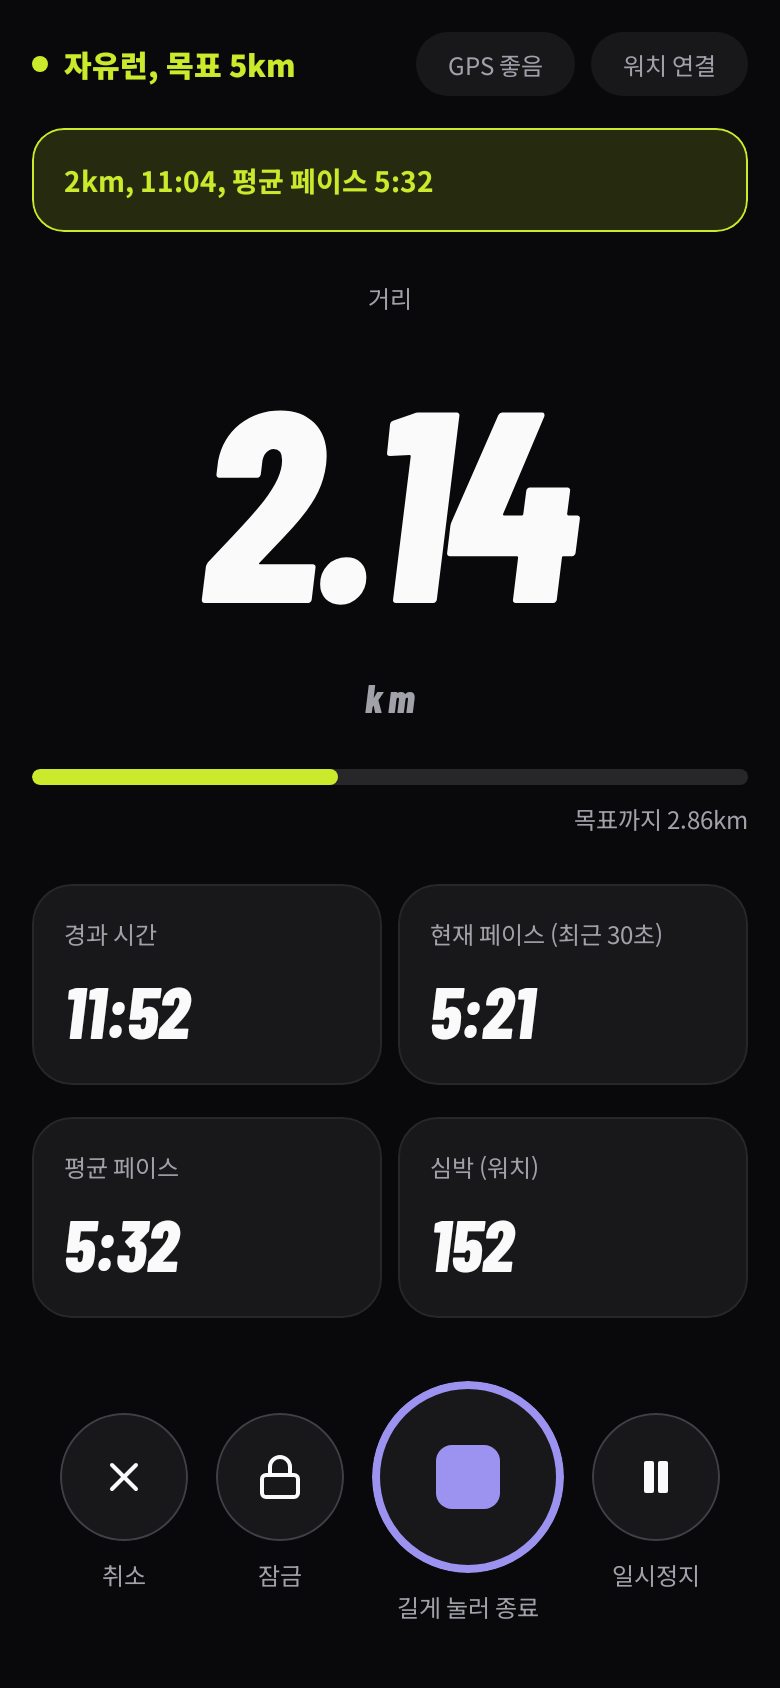 자유런, 목표 5km
GPS 좋음
워치 연결
2km, 11:04, 평균 페이스 5:32
거리
2.14
km
목표까지 2.86km
경과 시간
현재 페이스 (최근 30초)
11:52
5:21
평균 페이스
심박 (워치)
5:32
152
취소
잠금
길게 눌러 종료
일시정지